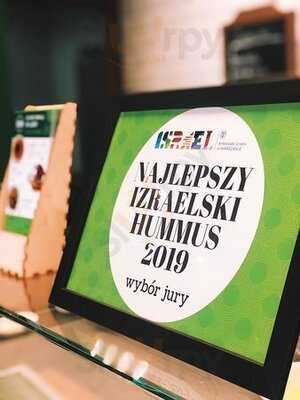 ISRAEL
NAJLEPSZY
IZRAELSKI
HUMMUS
2019
wybór jury